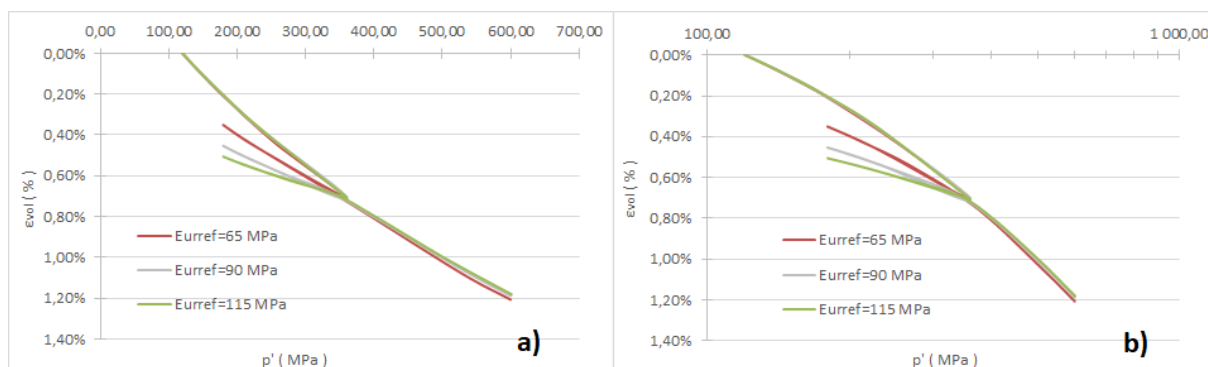 0,00 100,00 200,00 300,00 400,00 500,00 600,00 700,00
0,00%
0,20%
0,40%
0,60%
0,80%
1,00%
1,20%
1,40%
εvol ( % )
Eurref=65 MPa
Eurref=90 MPa
Eurref=115 MPa
p' ( MPa )
a)
100,00 1 000,00
0,00%
0,20%
0,40%
0,60%
0,80%
1,00%
1,20%
1,40%
εvol ( % )
Eurref=65 MPa
Eurref=90 MPa
Eurref=115 MPa
p' ( MPa )
b)